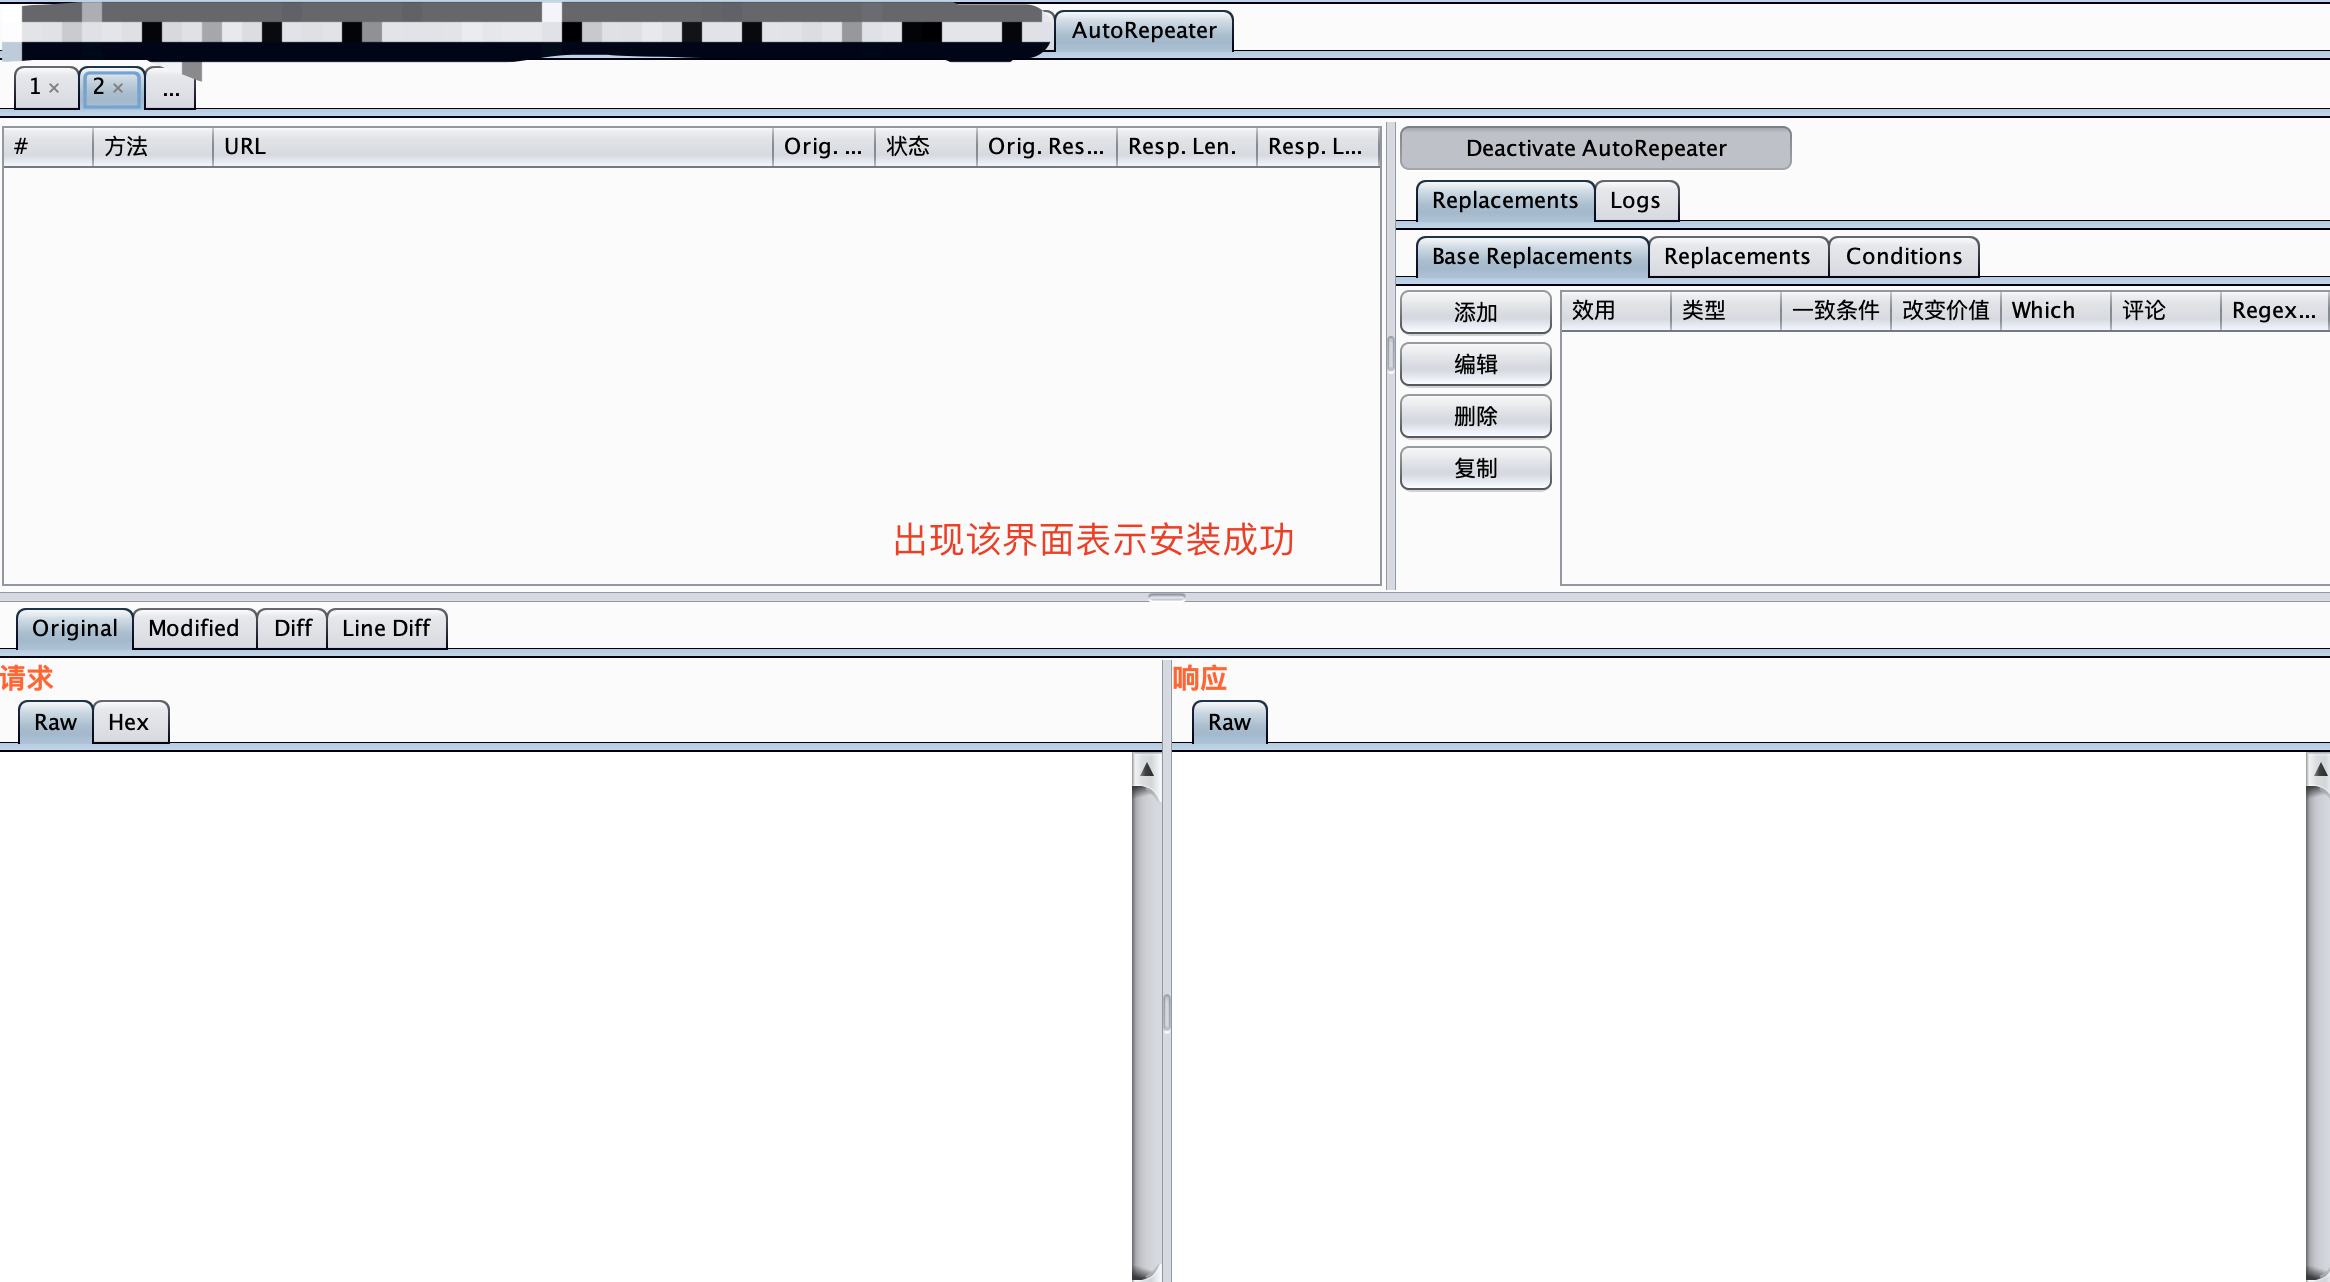 AutoRepeater
1 × 2 × ...
# 方法 URL Orig. ... 状态 Orig. Res... Resp. Len. Resp. L...
Deactivate AutoRepeater
Replacements Logs
Base Replacements Replacements Conditions
添加 效用 类型 一致条件 改变价值 Which 评论 Regex...
编辑
删除
复制
出现该界面表示安装成功
Original Modified Diff Line Diff
请求 响应
Raw Hex Raw